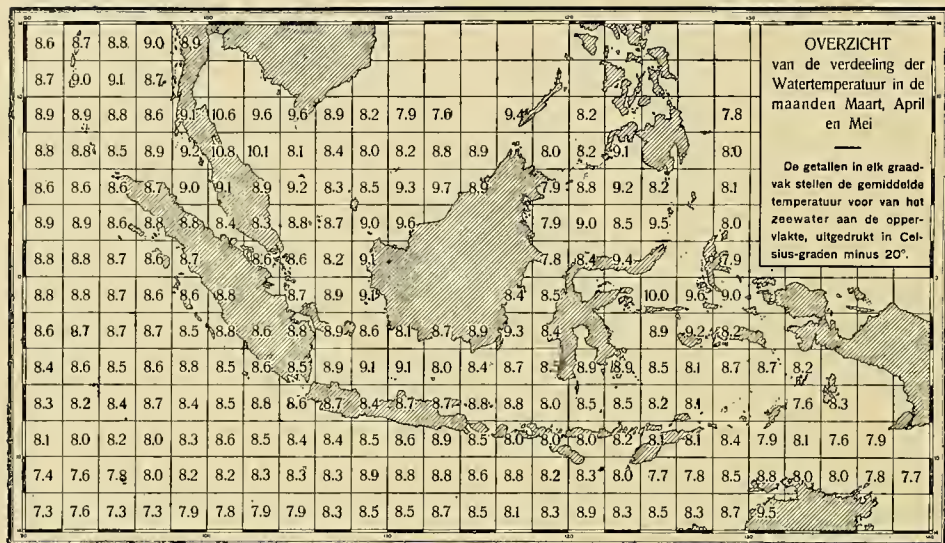 OVERZICHT
van de verdeeling der
Watertemperatuur in de
maanden Maart, April
en Mei
De getallen in elk graad-
vak stellen de gemiddelde
temperatuur voor van het
zeewater aan de opper-
vlakte, uitgedrukt in Cel-
sius-graden minus 20°.
8.6 8.7 8.8 9.0 8.9
8.7 9.0 9.1 8.7
8.9 8.9 8.8 8.6 9.1 10.6 9.6 9.6 8.9 8.2 7.9 7.6 9.4 8.2 7.8
8.8 8.8 8.5 8.9 9.2 10.8 10.1 8.1 8.4 8.0 8.2 8.8 8.9 8.0 8.2 9.1 8.0
8.6 8.6 8.6 8.7 9.0 9.1 8.9 9.2 8.3 8.5 9.3 9.7 8.9 7.9 8.8 9.2 8.2 8.1
8.9 8.9 8.6 8.8 8.8 8.4 8.3 8.8 8.7 9.0 9.6 7.9 9.0 8.5 9.5 8.0
8.8 8.8 8.7 8.6 8.7 8.6 8.6 8.2 9.1 7.8 8.4 9.4 7.9
8.8 8.8 8.7 8.6 8.6 8.8 8.7 8.9 9.1 8.4 8.5 10.0 9.6 9.0
8.6 8.7 8.7 8.7 8.5 8.8 8.6 8.8 8.9 8.6 8.1 8.7 8.9 9.3 8.4 8.9 9.2 8.2
8.4 8.6 8.5 8.6 8.8 8.5 8.6 8.5 8.9 9.1 9.1 8.0 8.4 8.7 8.5 8.9 8.9 8.5 8.1 8.7 8.7 8.2
8.3 8.2 8.4 8.7 8.4 8.5 8.8 8.6 8.7 8.4 8.7 8.7 8.8 8.8 8.0 8.5 8.5 8.2 8.1 7.6 8.3
8.1 8.0 8.2 8.0 8.3 8.6 8.5 8.4 8.4 8.5 8.6 8.9 8.5 8.0 8.0 8.0 8.2 8.1 8.1 8.4 7.9 8.1 7.6 7.9
7.4 7.6 7.8 8.0 8.2 8.2 8.3 8.3 8.3 8.9 8.8 8.8 8.6 8.8 8.2 8.3 8.0 7.7 7.8 8.5 8.8 8.0 8.0 7.8 7.7
7.3 7.6 7.3 7.3 7.9 7.8 7.9 7.9 8.3 8.5 8.5 8.7 8.5 8.1 8.3 8.9 8.3 8.5 8.3 8.7 9.5